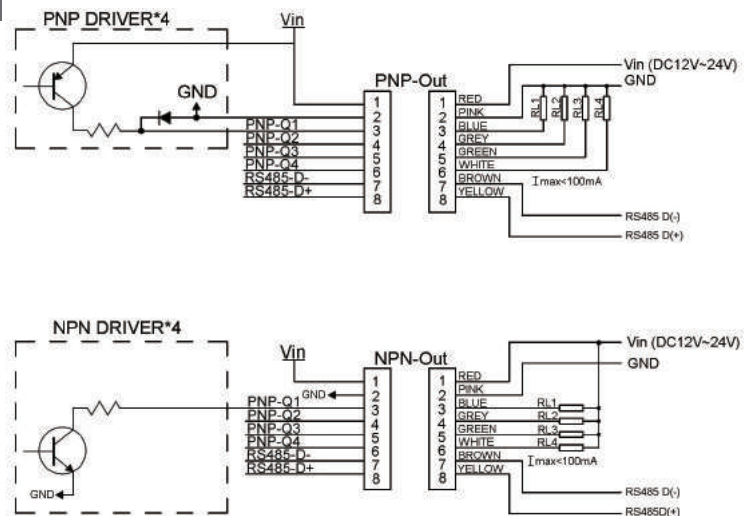 PNP DRIVER*4
Vin
GND
PNP-Out
Vin (DC12V~24V)
GND
1 1 RED
2 2 PINK
PNP-Q1 3 3 BLUE
PNP-Q2 4 4 GREY
PNP-Q3 5 5 GREEN
PNP-Q4 6 6 WHITE
RS485-D- 7 7 BROWN
RS485-D+ 8 8 YELLOW
RL1 RL2 RL3 RL4
Imax<100mA
RS485 D(-)
RS485 D(+)
NPN DRIVER*4
Vin
NPN-Out
Vin (DC12V~24V)
GND
1 1 RED
GND 2 2 PINK
PNP-Q1 3 3 BLUE RL1
PNP-Q2 4 4 GREY RL2
PNP-Q3 5 5 GREEN RL3
PNP-Q4 6 6 WHITE RL4
RS485-D- 7 7 BROWN
RS485-D+ 8 8 YELLOW
Imax<100mA
GND
RS485 D(-)
RS485D(+)